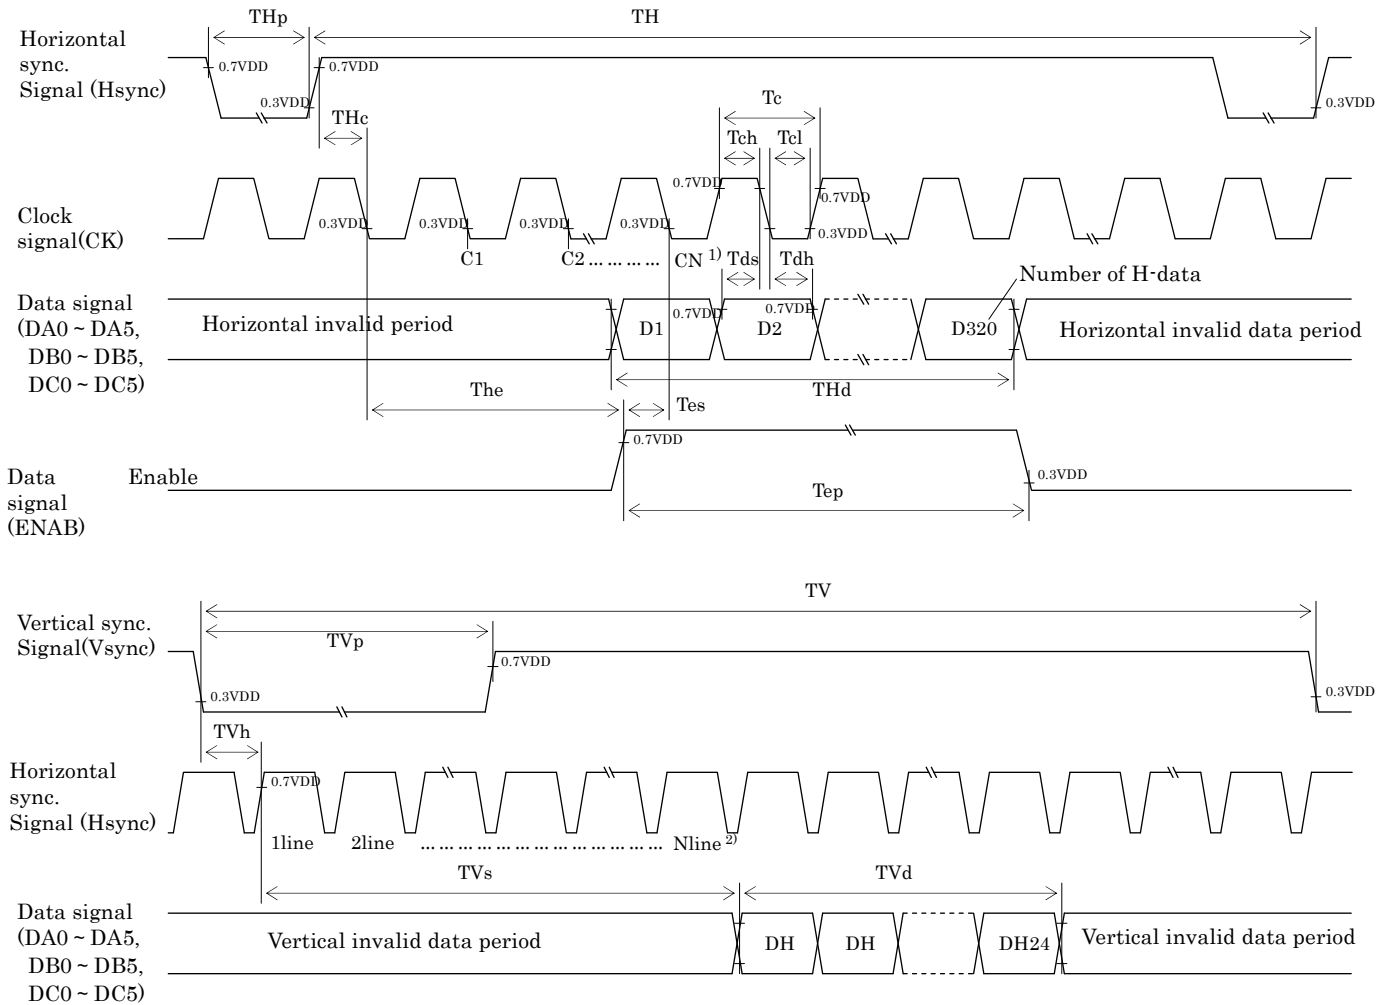 THp
TH
Horizontal
sync.
Signal (Hsync)
0.7VDD
0.7VDD
0.3VDD
0.3VDD
THc
Tc
Tch
Tcl
Clock
signal(CK)
0.3VDD
0.3VDD
0.3VDD
0.3VDD
0.7VDD
0.7VDD
0.3VDD
C1
C2 ... ... ... ...
CN 1)
Tds
Tdh
Number of H-data
Data signal
(DA0 ~ DA5,
DB0 ~ DB5,
DC0 ~ DC5)
Horizontal invalid period
D1
0.7VDD
D2
0.7VDD
D320
Horizontal invalid data period
The
THd
Tes
0.7VDD
Data Enable
signal
(ENAB)
0.3VDD
Tep
TV
Vertical sync.
Signal(Vsync)
TVp
0.7VDD
0.3VDD
0.3VDD
TVh
Horizontal
sync.
Signal (Hsync)
0.7VDD
1line
2line
... ... ... ... ... ... ... ... ... ... ... ... ...
Nline 2)
TVs
TVd
Data signal
(DA0 ~ DA5,
DB0 ~ DB5,
DC0 ~ DC5)
Vertical invalid data period
DH
DH
DH24
Vertical invalid data period